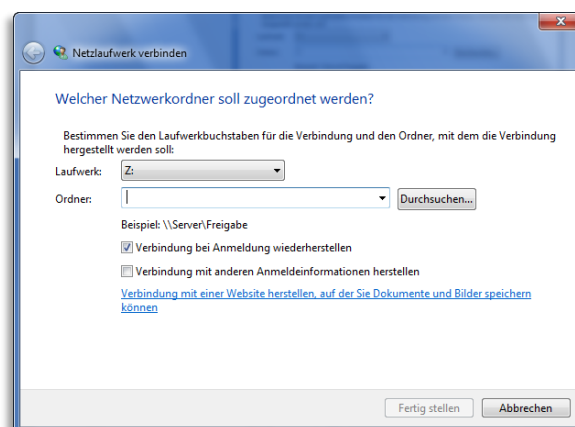 Netzlaufwerk verbinden
Welcher Netzwerkordner soll zugeordnet werden?
Bestimmen Sie den Laufwerkbuchstaben für die Verbindung und den Ordner, mit dem die Verbindung
hergestellt werden soll:
Laufwerk: Z:
Ordner: Durchsuchen...
Beispiel: \\Server\Freigabe
Verbindung bei Anmeldung wiederherstellen
Verbindung mit anderen Anmeldeinformationen herstellen
Verbindung mit einer Website herstellen, auf der Sie Dokumente und Bilder speichern
können
Fertig stellen Abbrechen